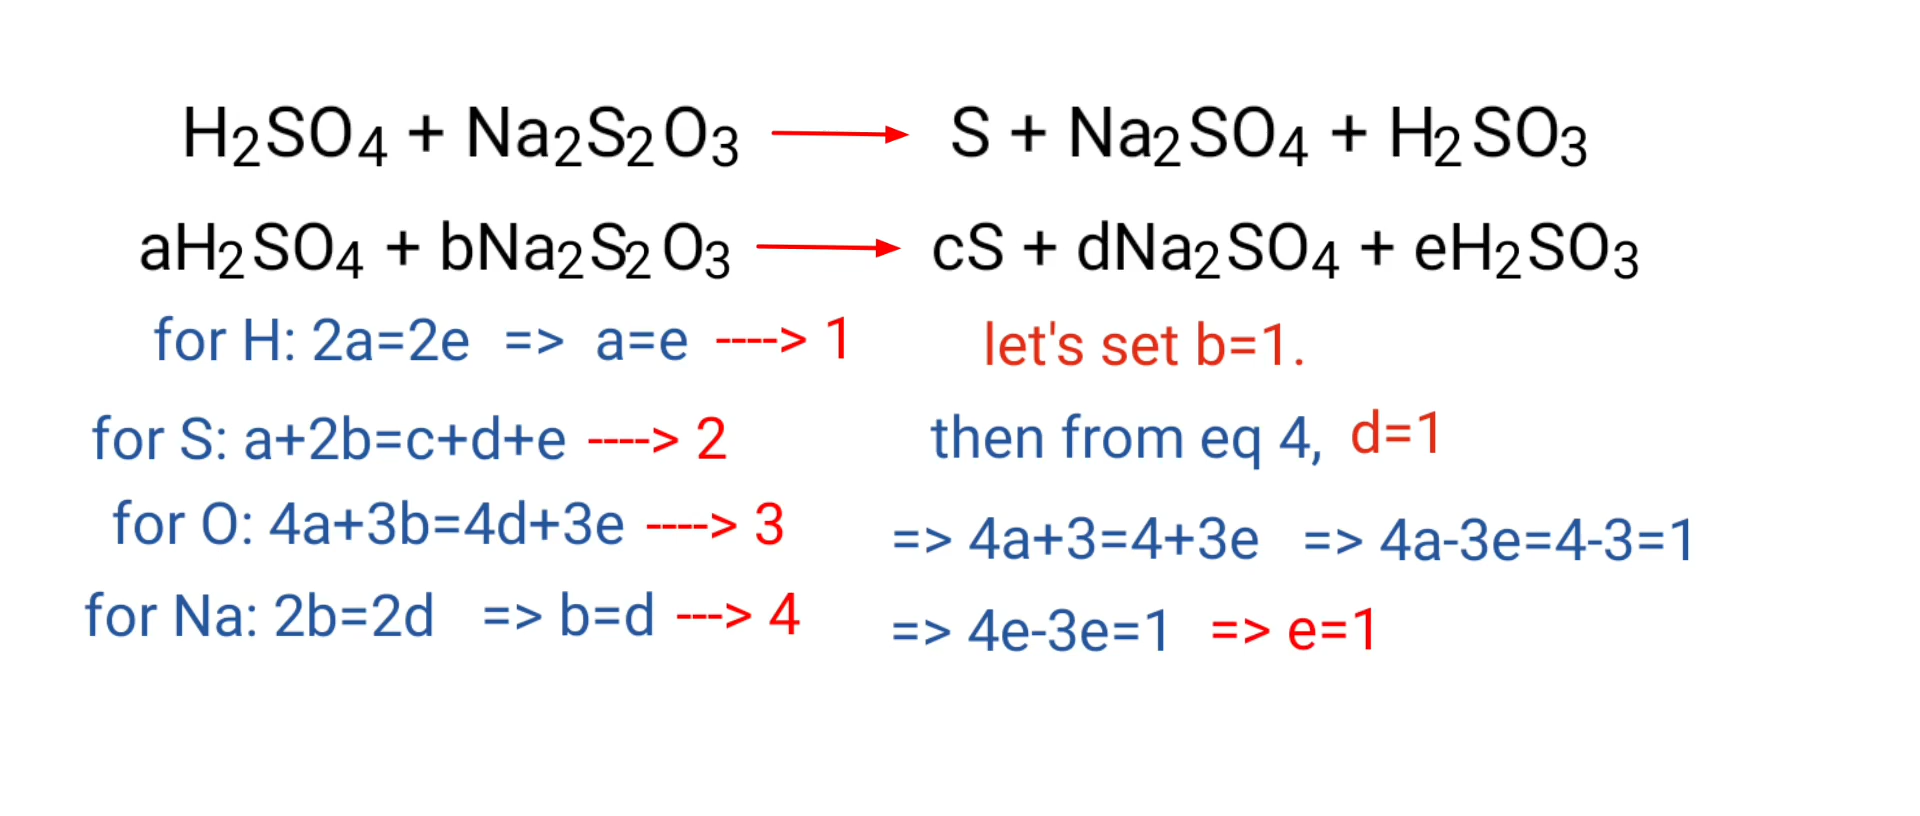 H2SO4 + Na2S2O3 → S + Na2SO4 + H2SO3
aH2SO4 + bNa2S2O3 → cS + dNa2SO4 + eH2SO3
for H: 2a=2e => a=e ----> 1
for S: a+2b=c+d+e ----> 2
for O: 4a+3b=4d+3e ----> 3
for Na: 2b=2d => b=d ---> 4
let's set b=1.
then from eq 4, d=1
=> 4a+3=4+3e => 4a-3e=4-3=1
=> 4e-3e=1 => e=1